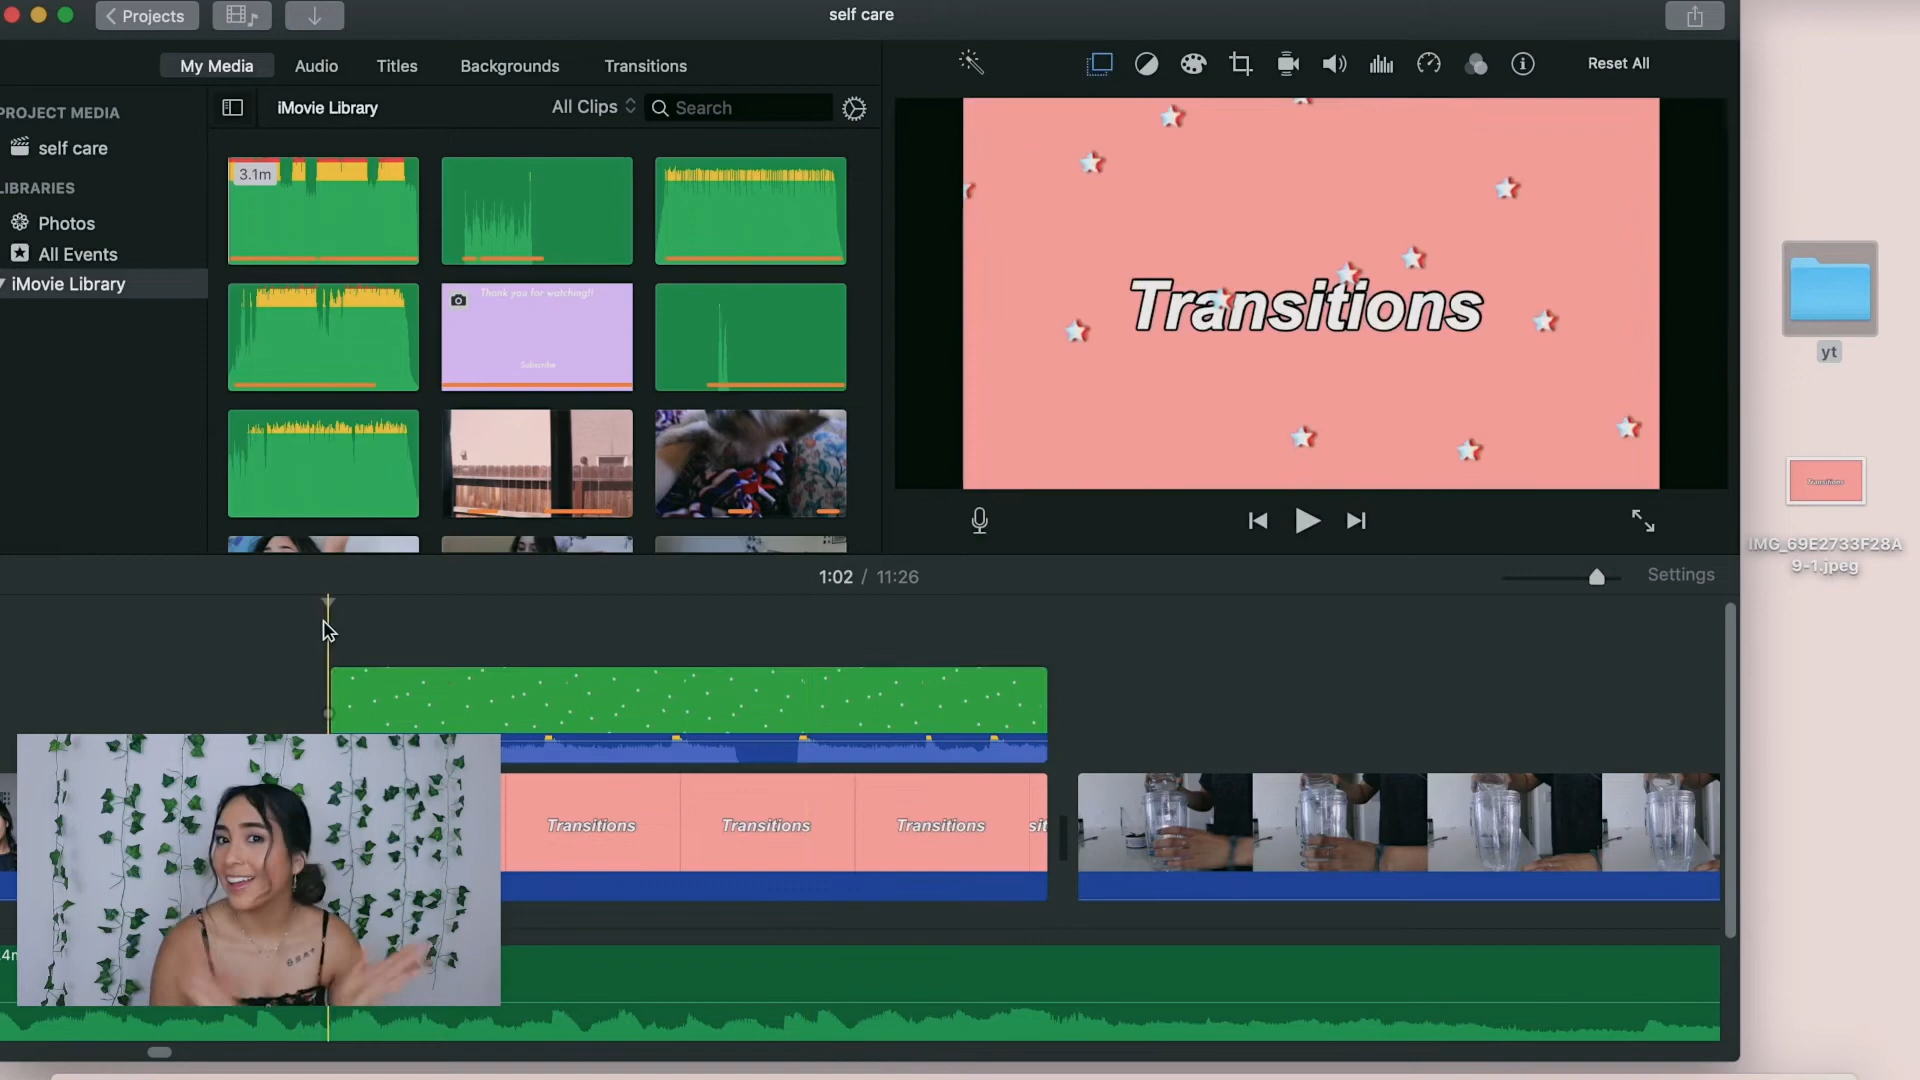 Projects
self care
My Media
Audio
Titles
Backgrounds
Transitions
Reset All
PROJECT MEDIA
self care
LIBRARIES
Photos
All Events
iMovie Library
iMovie Library
All Clips
Search
3.1m
Thank you for watching!!
Subscribe
Transitions
yt
Transitions
IMG_69E2733F28A
9-1.jpeg
1:02 / 11:26
Settings
Transitions
Transitions
Transitions
sit
.4m